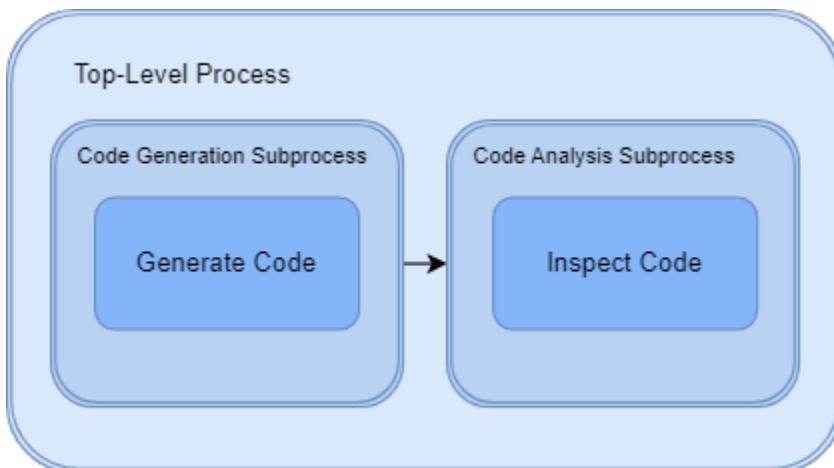 Top-Level Process
Code Generation Subprocess
Code Analysis Subprocess
Generate Code
Inspect Code